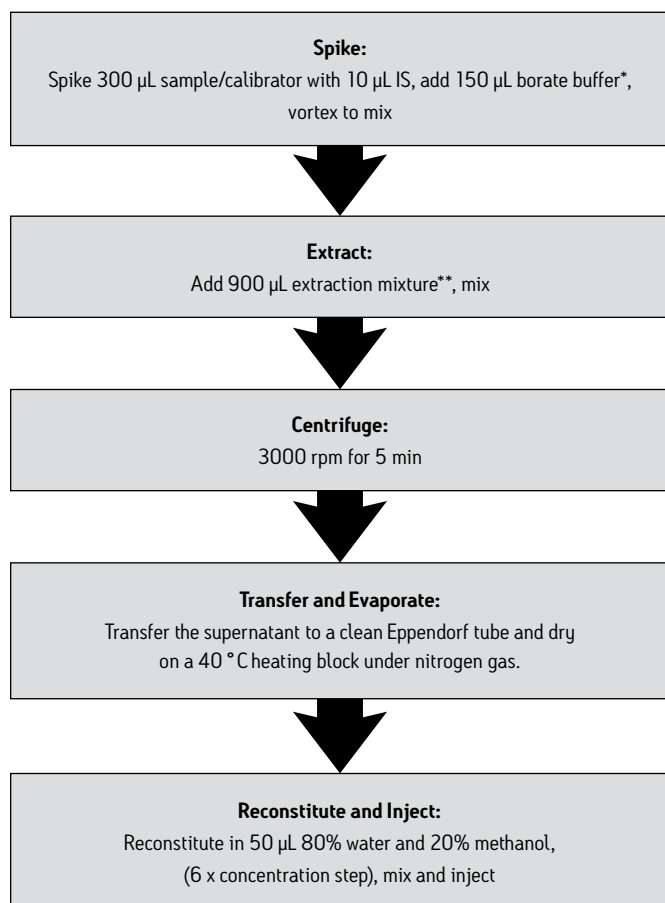 Spike:
Spike 300 µL sample/calibrator with 10 µL IS, add 150 µL borate buffer*,
vortex to mix
Extract:
Add 900 µL extraction mixture**, mix
Centrifuge:
3000 rpm for 5 min
Transfer and Evaporate:
Transfer the supernatant to a clean Eppendorf tube and dry
on a 40 °C heating block under nitrogen gas.
Reconstitute and Inject:
Reconstitute in 50 µL 80% water and 20% methanol,
(6 x concentration step), mix and inject